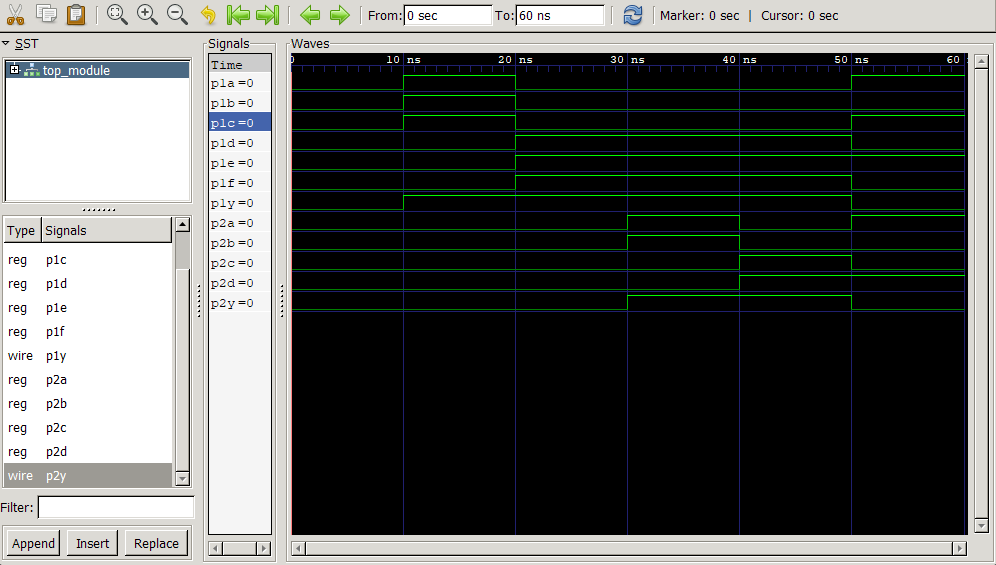 From: 0 sec To: 60 ns Marker: 0 sec | Cursor: 0 sec
SST
top_module
Type Signals
reg p1c
reg p1d
reg p1e
reg p1f
wire p1y
reg p2a
reg p2b
reg p2c
reg p2d
wire p2y
Filter:
Append Insert Replace
Signals
Time
p1a=0
p1b=0
p1c=0
p1d=0
p1e=0
p1f=0
p1y=0
p2a=0
p2b=0
p2c=0
p2d=0
p2y=0
Waves
0 10 ns 20 ns 30 ns 40 ns 50 ns 60